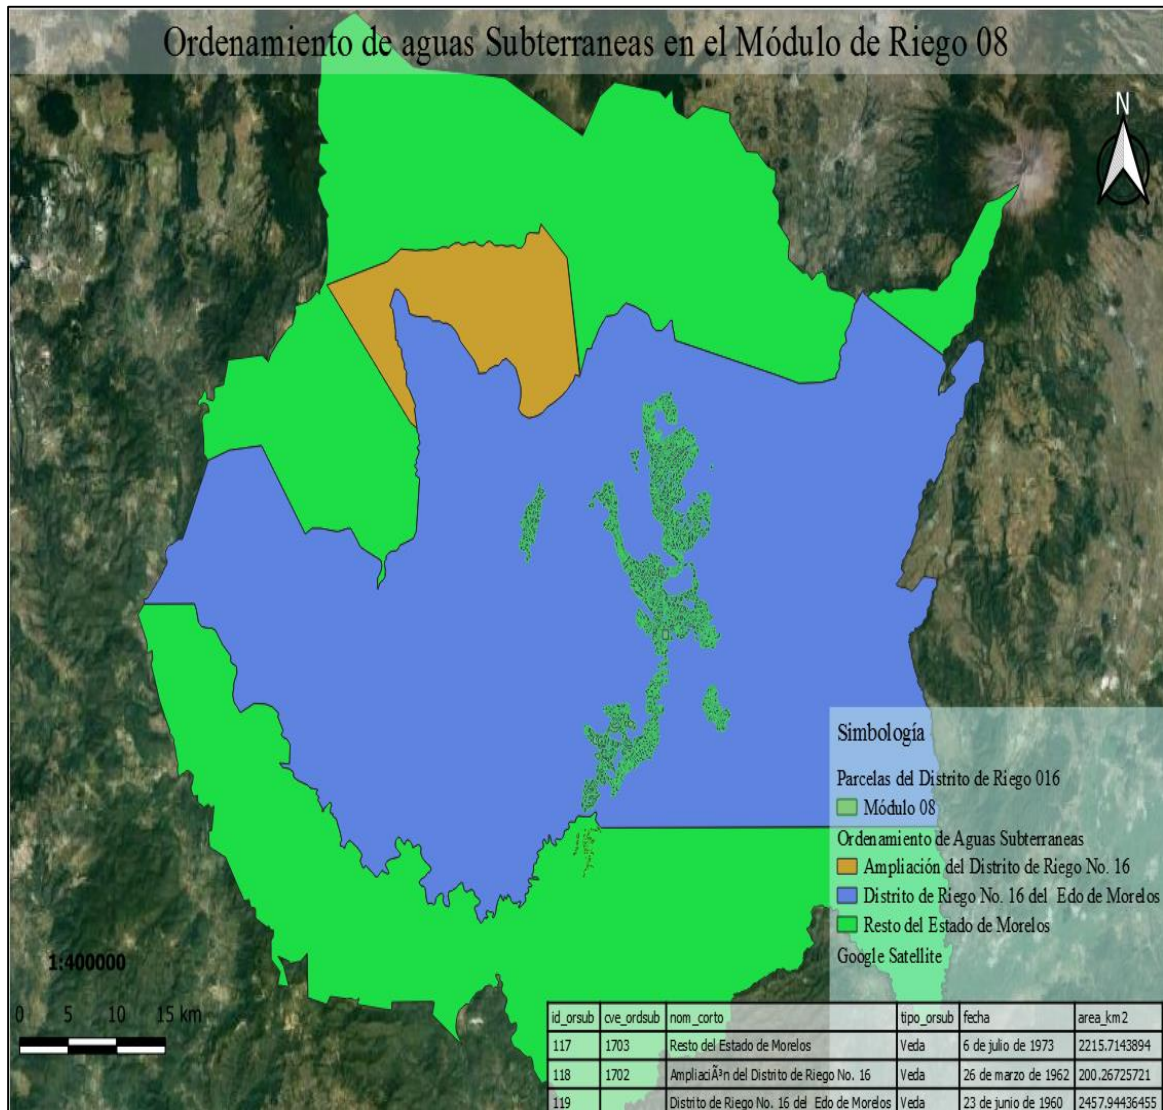 Ordenamiento de aguas Subterraneas en el Módulo de Riego 08
N
Simbología
Parcelas del Distrito de Riego 016
Módulo 08
Ordenamiento de Aguas Subterraneas
Ampliación del Distrito de Riego No. 16
Distrito de Riego No. 16 del Edo de Morelos
Resto del Estado de Morelos
Google Satellite
1:400000
0 5 10 15 km
id_orsub cve_ordsub nom_corto tipo_orsub fecha area_km2
117 1703 Resto del Estado de Morelos Veda 6 de julio de 1973 2215.7143894
118 1702 AmpliaciÃ³n del Distrito de Riego No. 16 Veda 26 de marzo de 1962 200.26725721
119 Distrito de Riego No. 16 del Edo de Morelos Veda 23 de junio de 1960 2457.94436455